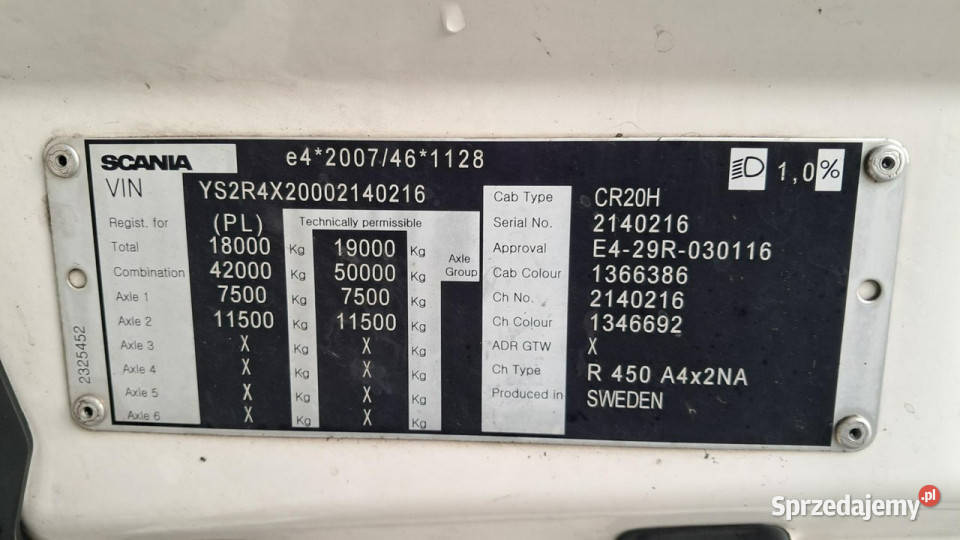 SCANIA e4*2007/46*1128 1,0%
VIN YS2R4X20002140216
Regist. for (PL) Technically permissible
Total 18000 Kg 19000 Kg Axle Group
Combination 42000 Kg 50000 Kg
Axle 1 7500 Kg 7500 Kg
Axle 2 11500 Kg 11500 Kg
Axle 3 X Kg X Kg
Axle 4 X Kg X Kg
Axle 5 X Kg X Kg
Axle 6 X Kg X Kg
Cab Type CR20H
Serial No. 2140216
Approval E4-29R-030116
Cab Colour 1366386
Ch No. 2140216
Ch Colour 1346692
ADR GTW X
Ch Type R 450 A4x2NA
Produced in SWEDEN
2325452
Sprzedajemy.pl